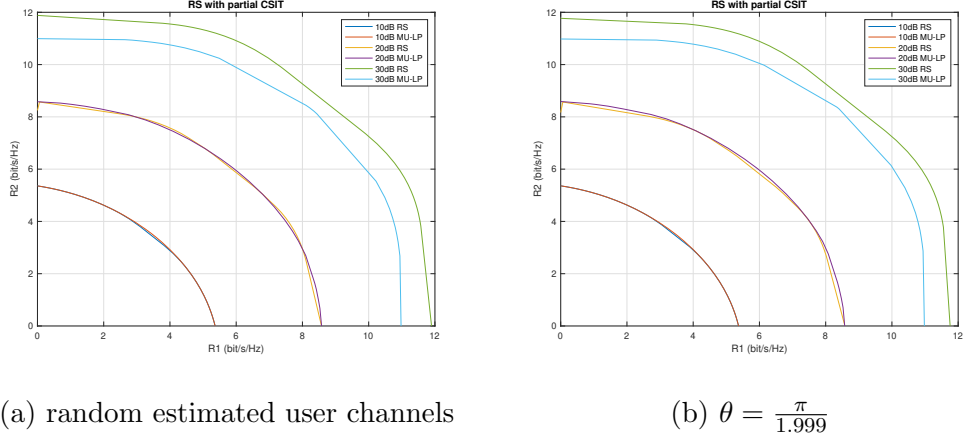 RS with partial CSIT
12
10
8
6
4
2
0
R2 (bit/s/Hz)
0 2 4 6 8 10 12
R1 (bit/s/Hz)
10dB RS
10dB MU-LP
20dB RS
20dB MU-LP
30dB RS
30dB MU-LP
(a) random estimated user channels
RS with partial CSIT
12
10
8
6
4
2
0
R2 (bit/s/Hz)
0 2 4 6 8 10 12
R1 (bit/s/Hz)
10dB RS
10dB MU-LP
20dB RS
20dB MU-LP
30dB RS
30dB MU-LP
(b) θ = π/1.999